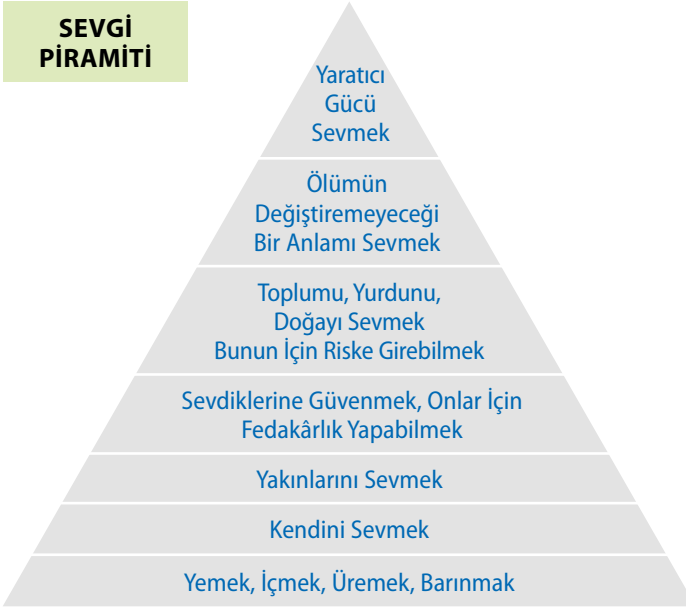 SEVGİ
PİRAMİTİ
Yaratıcı
Gücü
Sevmek
Ölümün
Değiştiremeyeceği
Bir Anlamı Sevmek
Toplumu, Yurdunu,
Doğayı Sevmek
Bunun İçin Riske Girebilmek
Sevdiklerine Güvenmek, Onlar İçin
Fedakârlık Yapabilmek
Yakınlarını Sevmek
Kendini Sevmek
Yemek, İçmek, Üremek, Barınmak